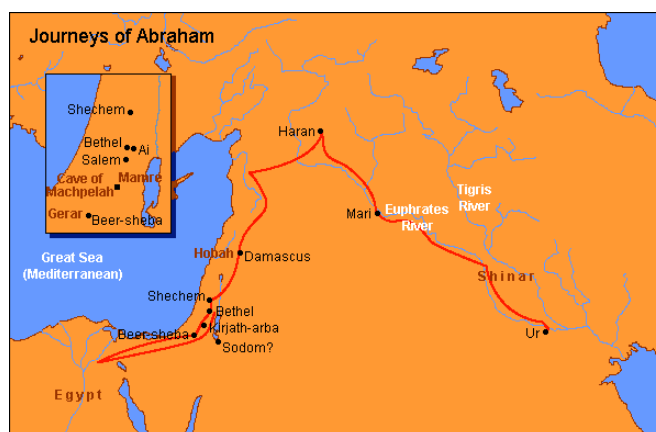 Journeys of Abraham
Shechem
Bethel
Ai
Salem
Cave of
Machpelah
Mamre
Gerar
Beer-sheba
Great Sea
(Mediterranean)
Haran
Mari
Euphrates
River
Tigris
River
Shinar
Ur
Hobah
Damascus
Shechem
Bethel
Kirjath-arba
Beer-sheba
Sodom?
Egypt